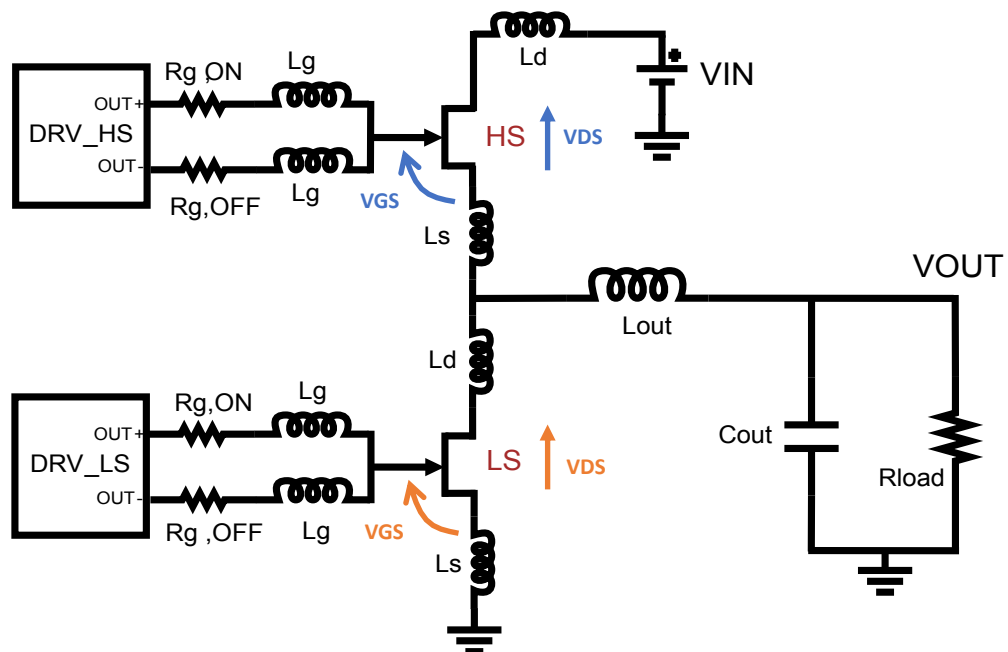 Ld
VIN
Rg ,ON
Lg
OUT+
DRV_HS
OUT-
Rg,OFF
Lg
HS
VDS
VGS
Ls
VOUT
Lout
Ld
Rg,ON
Lg
OUT+
DRV_LS
OUT-
Rg ,OFF
Lg
LS
VDS
VGS
Ls
Cout
Rload